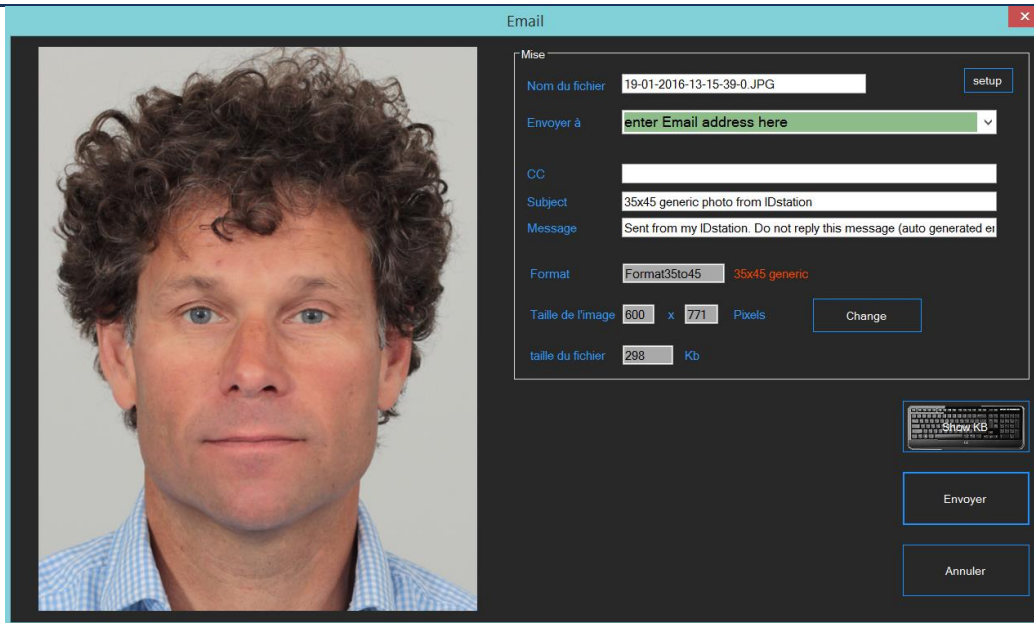 Email
Mise
Nom du fichier 19-01-2016-13-15-39-0.JPG setup
Envoyer à enter Email address here
CC
Subject 35x45 generic photo from IDstation
Message Sent from my IDstation. Do not reply this message (auto generated
Format Format35to45 35x45 generic
Taille de l'image 600 x 771 Pixels Change
taille du fichier 298 Kb
Show KB
Envoyer
Annuler